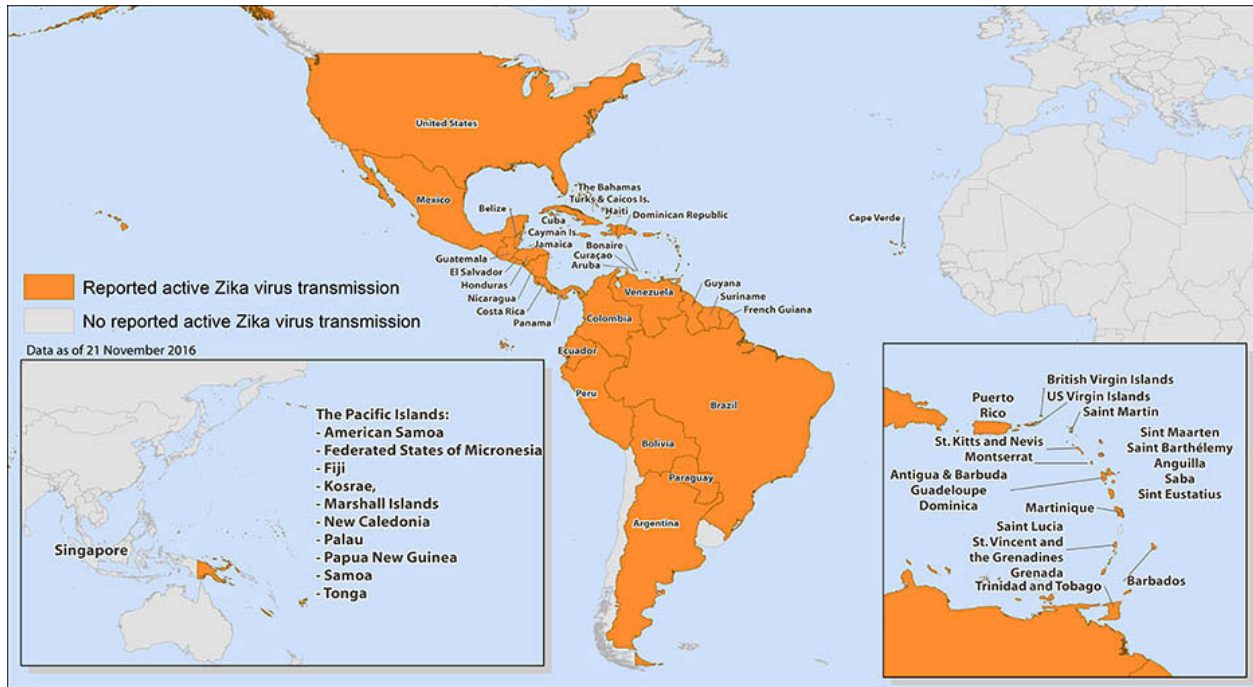 United States
Mexico
The Bahamas
Turks & Caicos Is.
Haiti
Dominican Republic
Belize
Cuba
Cayman Is
Jamaica
Bonaire
Curaçao
Aruba
Cape Verde
Guatemala
El Salvador
Honduras
Nicaragua
Costa Rica
Panama
Venezuela
Guyana
Suriname
French Guiana
Colombia
Ecuador
Peru
Brazil
Bolivia
Paraguay
Argentina
Reported active Zika virus transmission
No reported active Zika virus transmission
Data as of 21 November 2016
Singapore
The Pacific Islands:
- American Samoa
- Federated States of Micronesia
- Fiji
- Kosrae,
- Marshall Islands
- New Caledonia
- Palau
- Papua New Guinea
- Samoa
- Tonga
British Virgin Islands
US Virgin Islands
Saint Martin
Puerto
Rico
St. Kitts and Nevis
Montserrat
Sint Maarten
Saint Barthélemy
Anguilla
Saba
Sint Eustatius
Antigua & Barbuda
Guadeloupe
Dominica
Martinique
Saint Lucia
St. Vincent and
the Grenadines
Grenada
Trinidad and Tobago
Barbados